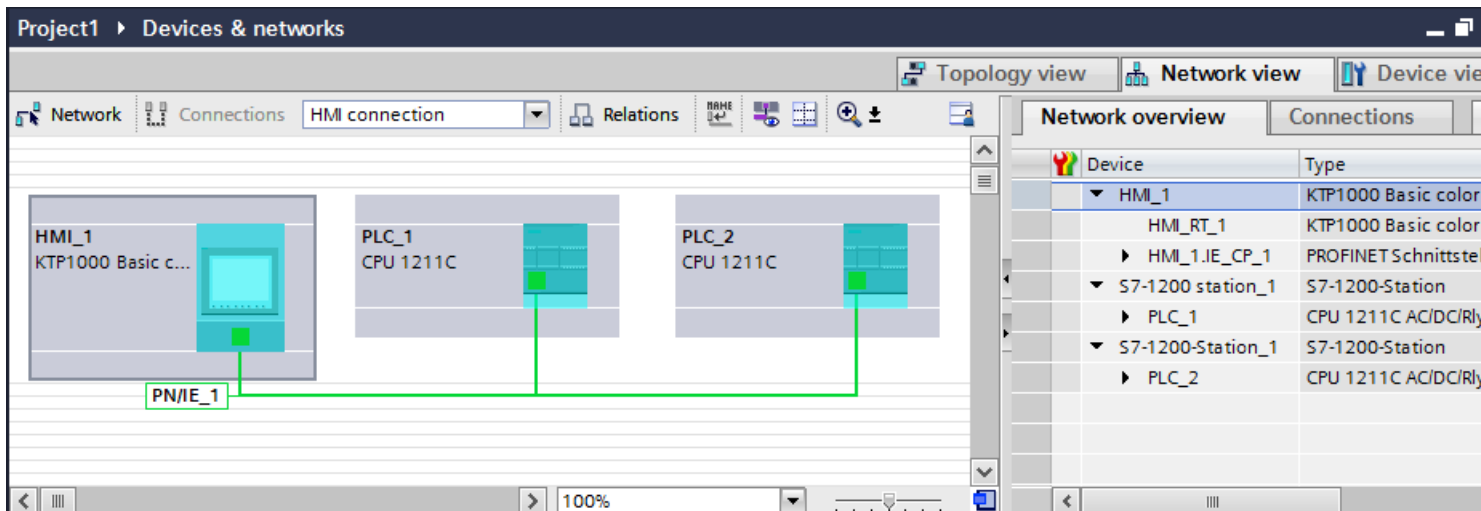 Project1 ▸ Devices & networks
Topology view Network view Device vie
Network Connections HMI connection Relations NAME
Network overview Connections
Device Type
HMI_1 KTP1000 Basic color
HMI_RT_1 KTP1000 Basic color
HMI_1.IE_CP_1 PROFINET Schnittstel
S7-1200 station_1 S7-1200-Station
PLC_1 CPU 1211C AC/DC/Rly
S7-1200-Station_1 S7-1200-Station
PLC_2 CPU 1211C AC/DC/Rly
HMI_1
KTP1000 Basic c...
PLC_1
CPU 1211C
PLC_2
CPU 1211C
PN/IE_1
100%